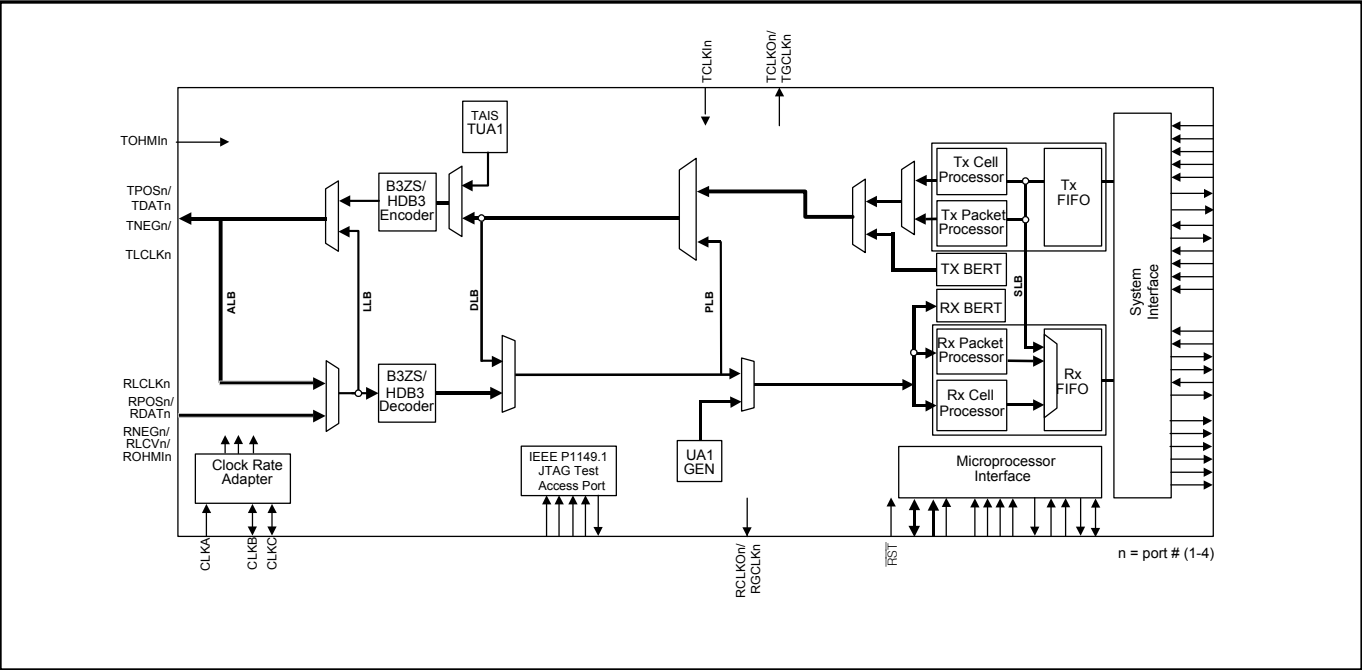 TCLKIn
TCLKOn/
TGCLKn
TOHMIn
TPOSn/
TDATn
TNEGn/
TLCLKn
TAIS
TUA1
B3ZS/
HDB3
Encoder
Tx Cell
Processor
Tx Packet
Processor
Tx
FIFO
TX BERT
RX BERT
SLB
System
Interface
ALB
LLB
DLB
PLB
RLCLKn
RPOSn/
RDATn
RNEGn/
RLCVn/
ROHMIn
B3ZS/
HDB3
Decoder
Rx Packet
Processor
Rx Cell
Processor
Rx
FIFO
Clock Rate
Adapter
IEEE P1149.1
JTAG Test
Access Port
UA1
GEN
Microprocessor
Interface
CLKA
CLKB
CLKC
RCLKOn/
RGCLKn
RST
n = port # (1-4)